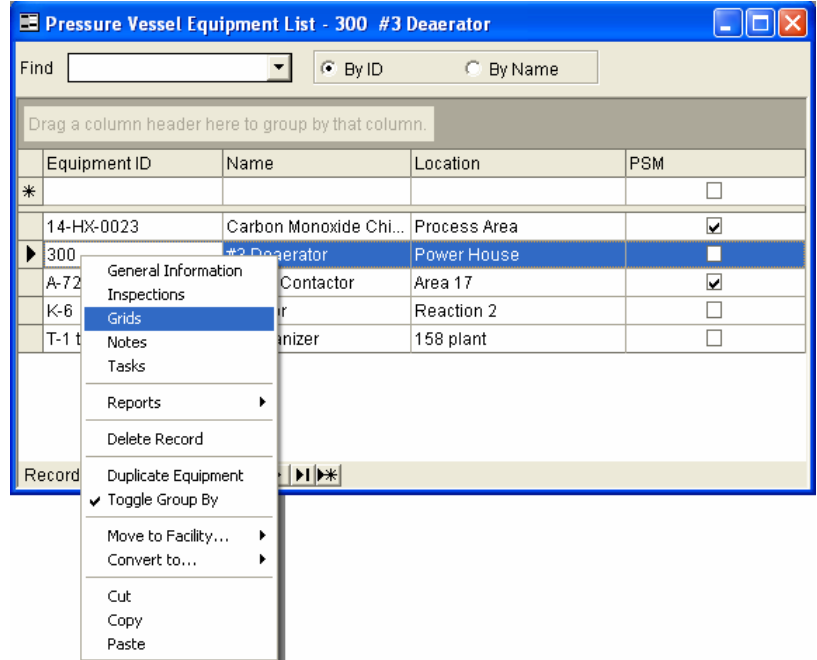 Pressure Vessel Equipment List - 300 #3 Deaerator
Find By ID By Name
Drag a column header here to group by that column.
Equipment ID Name Location PSM
14-HX-0023 Carbon Monoxide Chi... Process Area
300 #3 Deaerator Power House
A-72 Contactor Area 17
K-6 Reaction 2
T-1 158 plant
Record
General Information
Inspections
Grids
Notes
Tasks
Reports
Delete Record
Duplicate Equipment
Toggle Group By
Move to Facility...
Convert to...
Cut
Copy
Paste